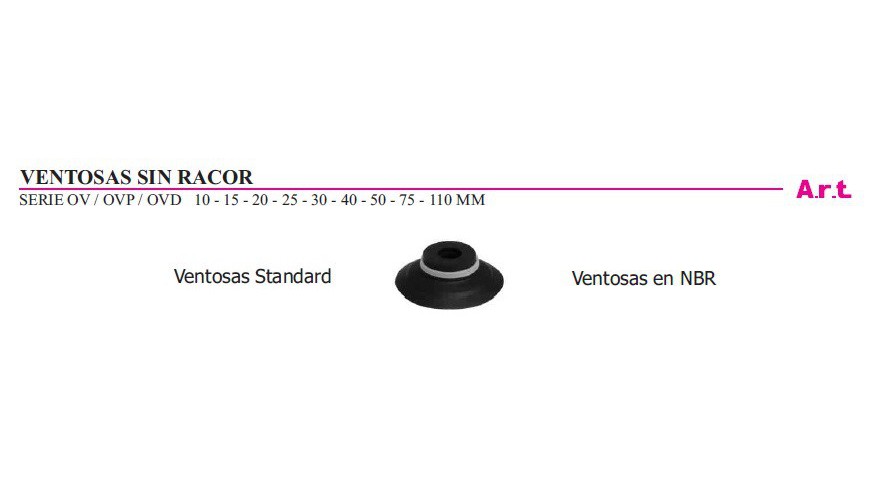 VENTOSAS SIN RACOR
A.r.t.
SERIE OV / OVP / OVD 10 - 15 - 20 - 25 - 30 - 40 - 50 - 75 - 110 MM
Ventosas Standard
Ventosas en NBR